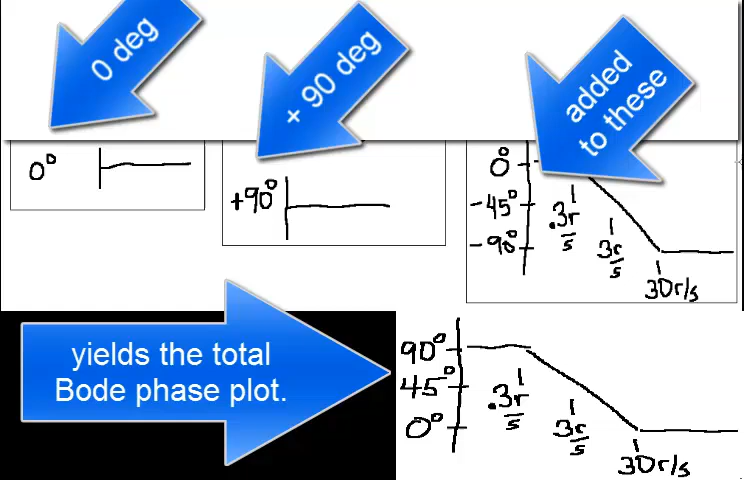 0 deg
+ 90 deg
added
to these
0°
+90°
0°
-45°
-90°
.3r/s
3r/s
30r/s
yields the total
Bode phase plot.
90°
45°
0°
.3r/s
3r/s
30r/s